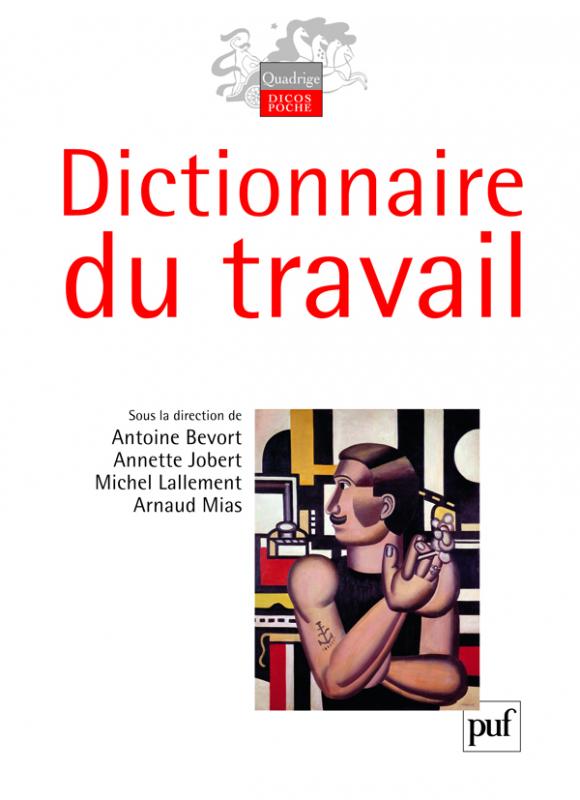 Quadrige
DICOS
POCHE
Dictionnaire
du travail
Sous la direction de
Antoine Bevort
Annette Jobert
Michel Lallement
Arnaud Mias
puf